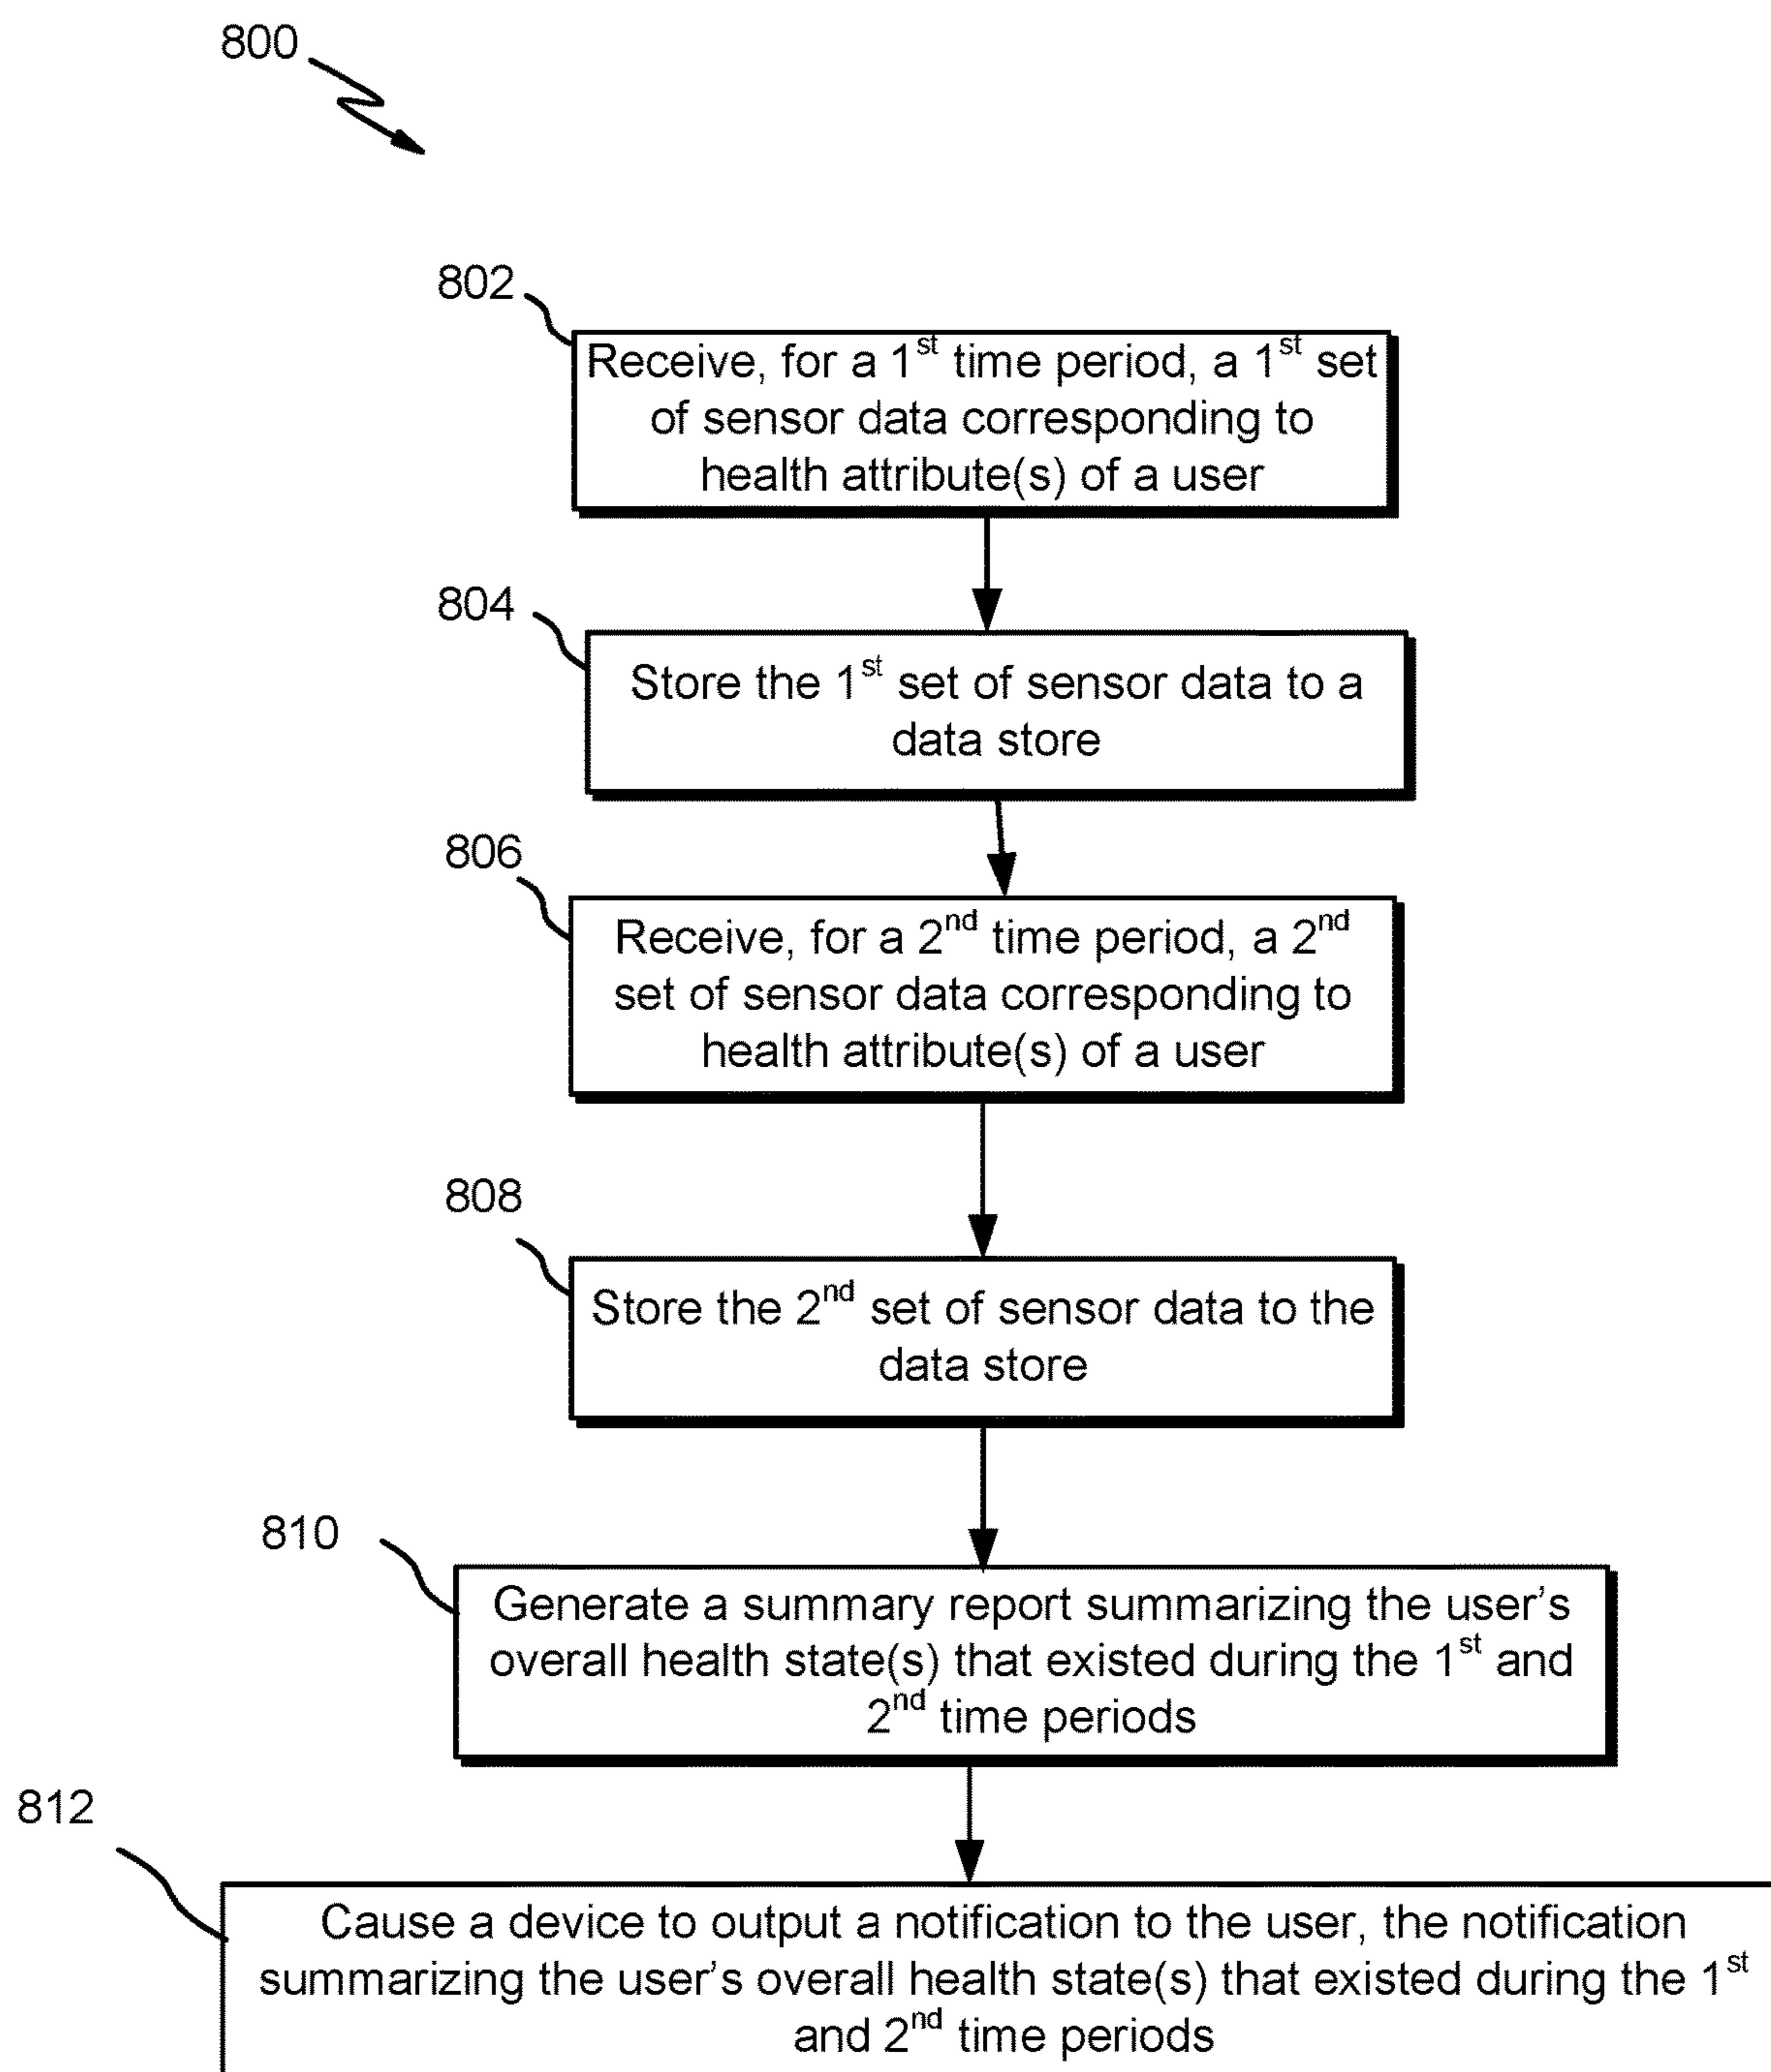 800
802
Receive, for a 1st time period, a 1st set
of sensor data corresponding to
health attribute(s) of a user
804
Store the 1st set of sensor data to a
data store
806
Receive, for a 2nd time period, a 2nd
set of sensor data corresponding to
health attribute(s) of a user
808
Store the 2nd set of sensor data to the
data store
810
Generate a summary report summarizing the user’s
overall health state(s) that existed during the 1st and
2nd time periods
812
Cause a device to output a notification to the user, the notification
summarizing the user’s overall health state(s) that existed during the 1st
and 2nd time periods